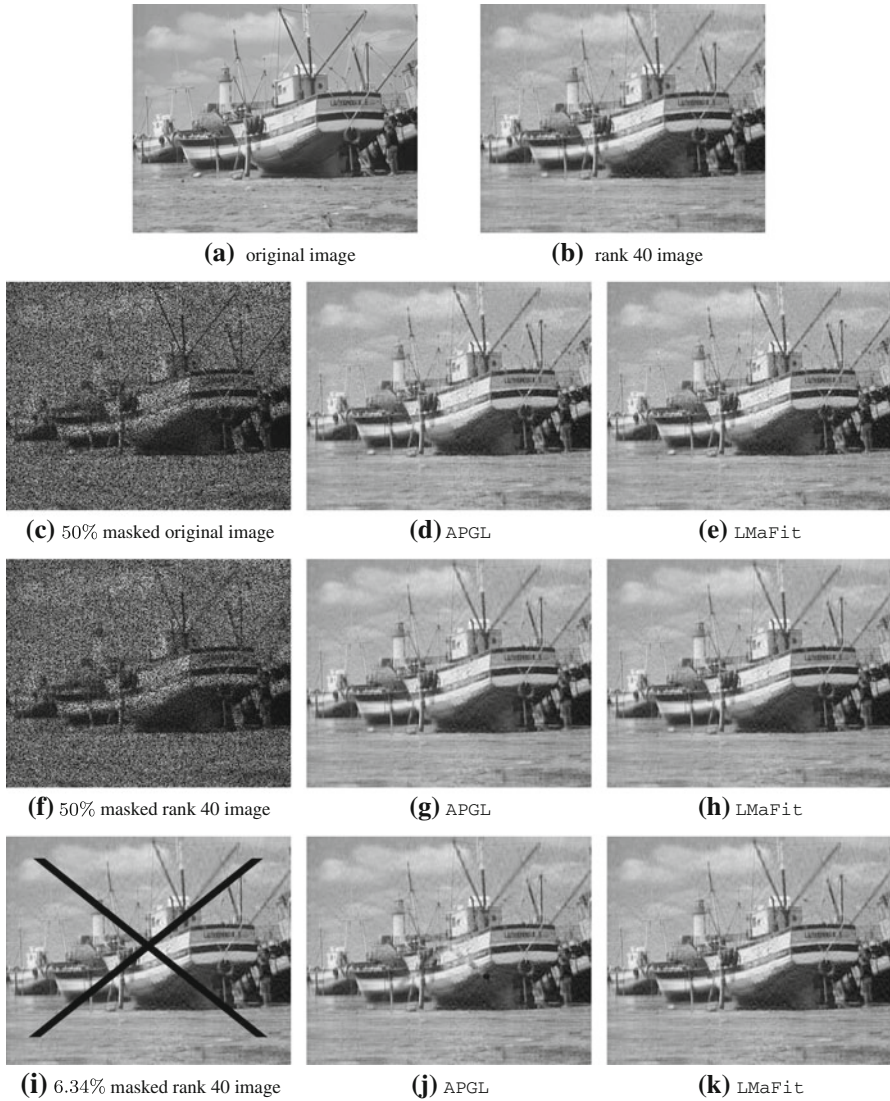 (a) original image
(b) rank 40 image
(c) 50% masked original image
(d) APGL
(e) LMaFit
(f) 50% masked rank 40 image
(g) APGL
(h) LMaFit
(i) 6.34% masked rank 40 image
(j) APGL
(k) LMaFit